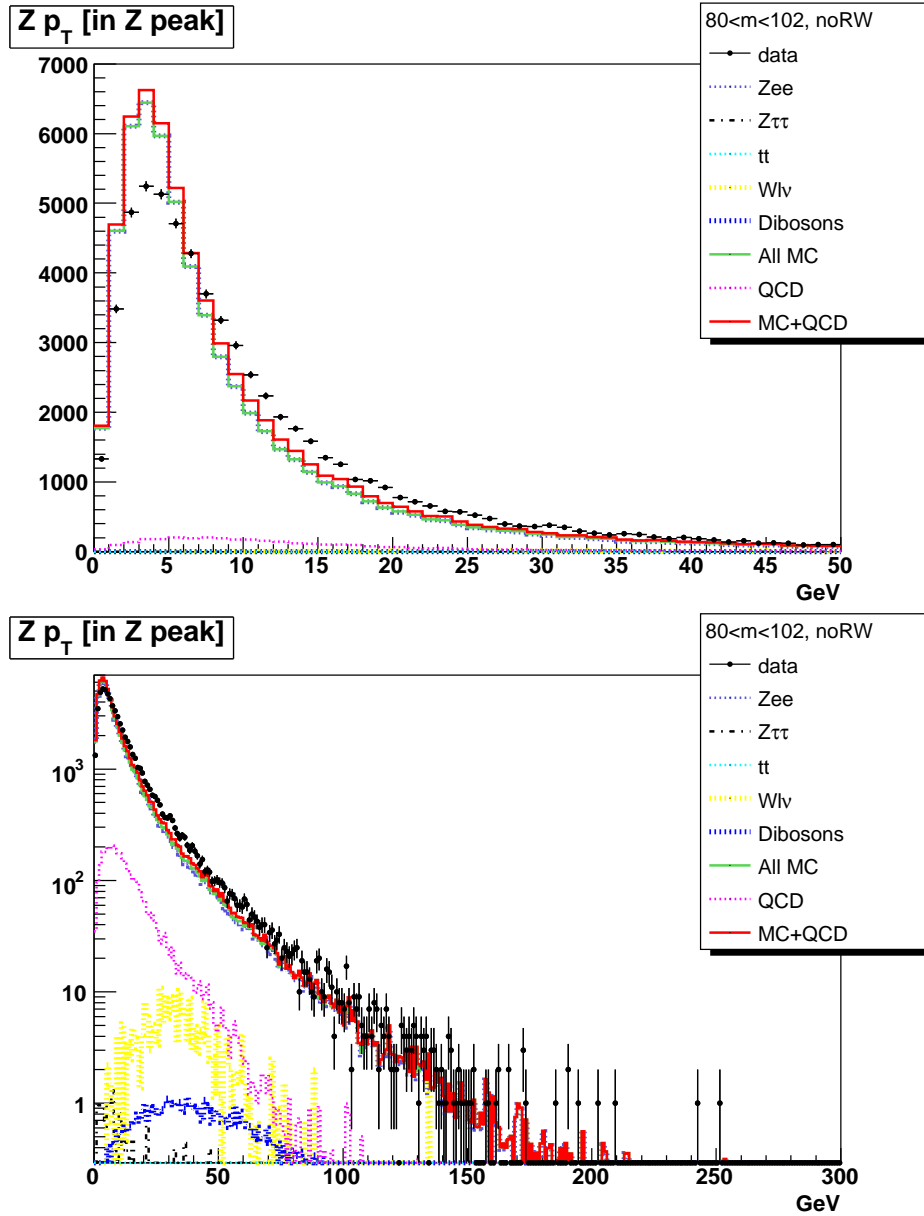 Z pT [in Z peak]
80<m<102, noRW
data
Zee
Zττ
tt
Wlν
Dibosons
All MC
QCD
MC+QCD
7000
6000
5000
4000
3000
2000
1000
0
0 5 10 15 20 25 30 35 40 45 50
GeV
Z pT [in Z peak]
80<m<102, noRW
data
Zee
Zττ
tt
Wlν
Dibosons
All MC
QCD
MC+QCD
10³
10²
10
1
0 50 100 150 200 250 300
GeV